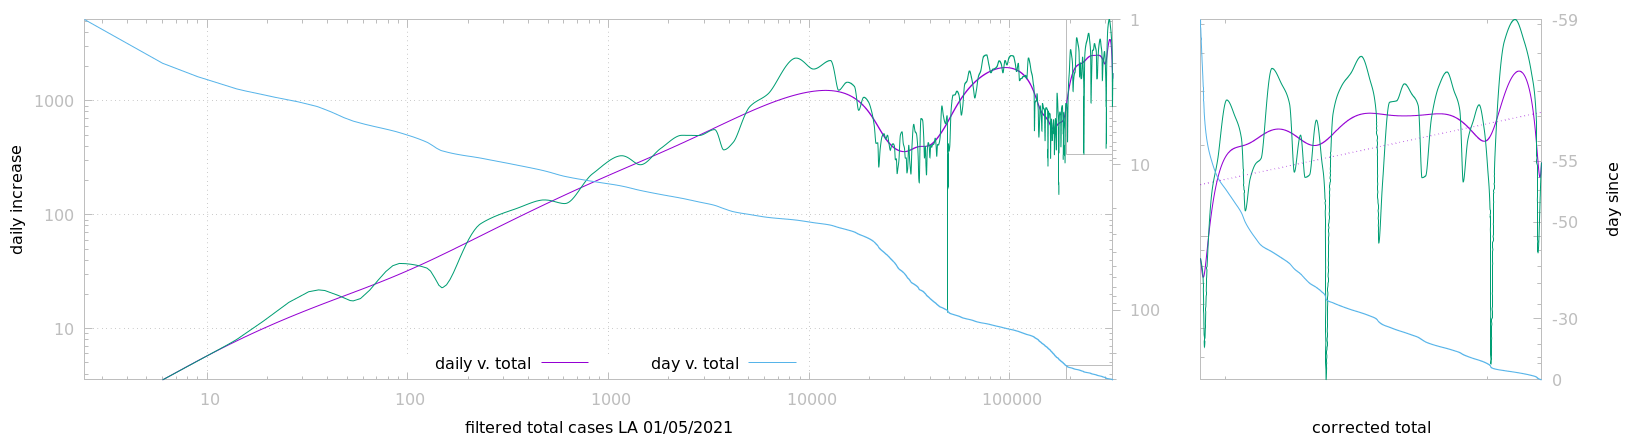 1
-59
1000
10
-55
daily increase
day since
100
-50
100
-30
10
daily v. total
day v. total
0
10
100
1000
10000
100000
filtered total cases LA 01/05/2021
corrected total